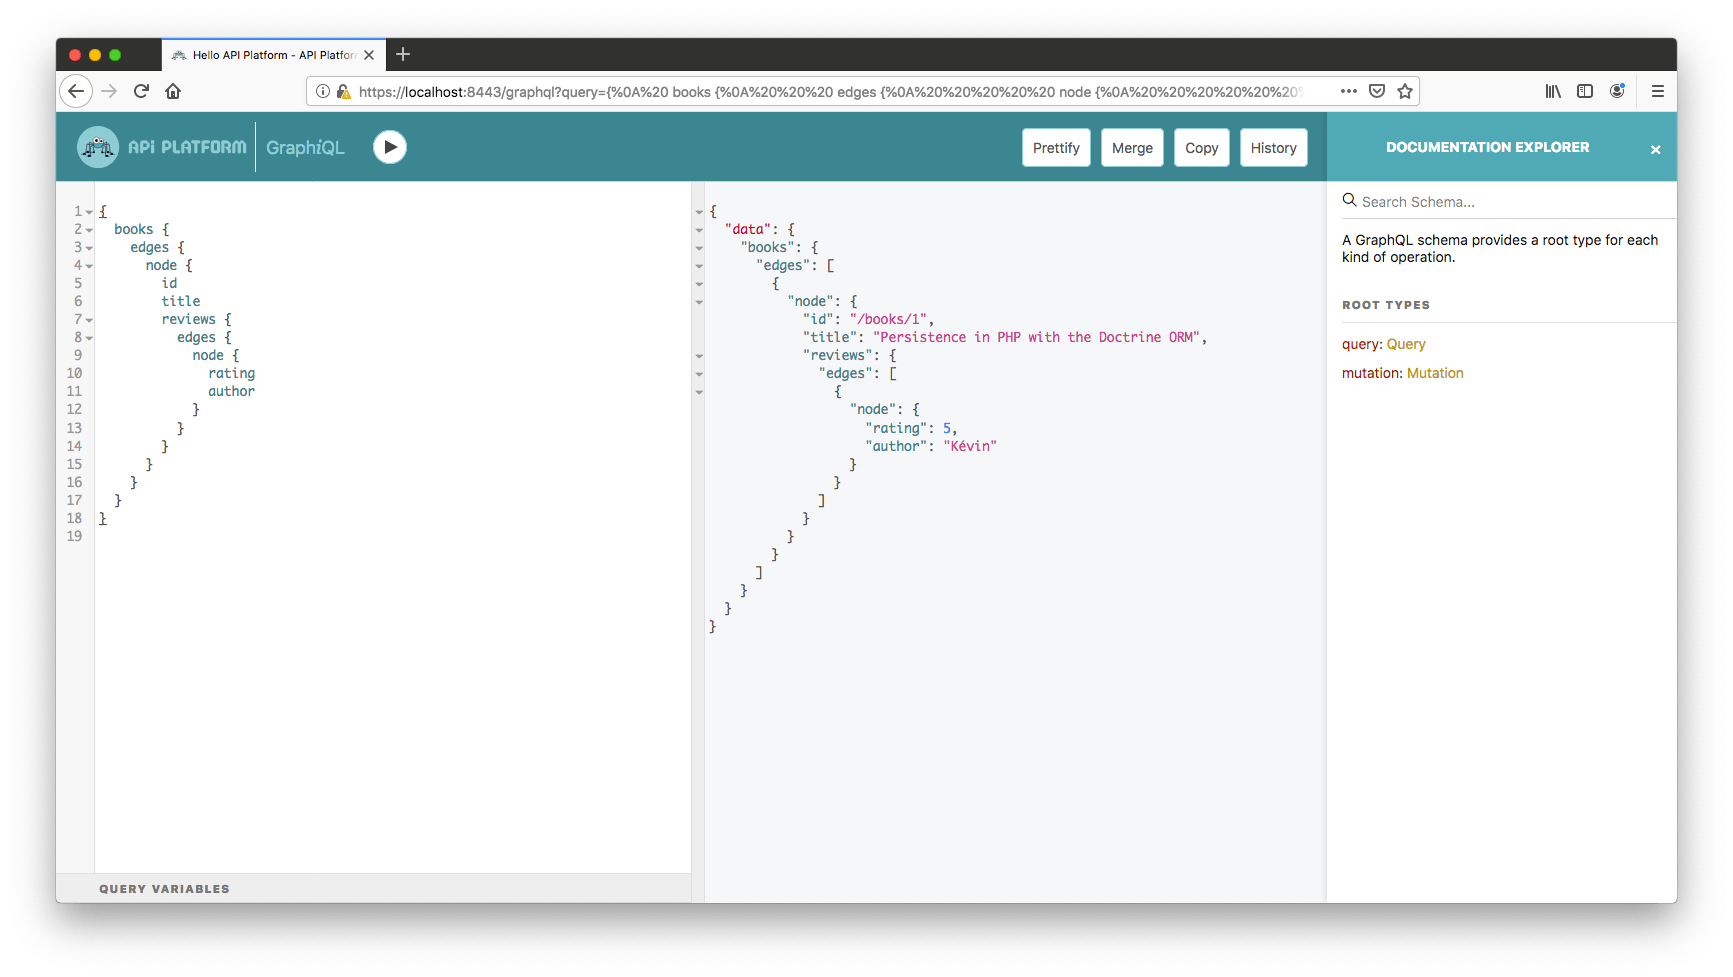 Hello API Platform - API Platfor
https://localhost:8443/graphql?query={%0A%20 books {%0A%20%20%20 edges {%0A%20%20%20%20%20 node {%0A%20%20%20%20%20%20%
API PLATFORM GraphiQL
Prettify Merge Copy History
DOCUMENTATION EXPLORER
1 {
2 books {
3 edges {
4 node {
5 id
6 title
7 reviews {
8 edges {
9 node {
10 rating
11 author
12 }
13 }
14 }
15 }
16 }
17 }
18 }
19
QUERY VARIABLES
{
"data": {
"books": {
"edges": [
{
"node": {
"id": "/books/1",
"title": "Persistence in PHP with the Doctrine ORM",
"reviews": {
"edges": [
{
"node": {
"rating": 5,
"author": "Kévin"
}
}
]
}
}
}
]
}
}
}
Search Schema...
A GraphQL schema provides a root type for each
kind of operation.
ROOT TYPES
query: Query
mutation: Mutation